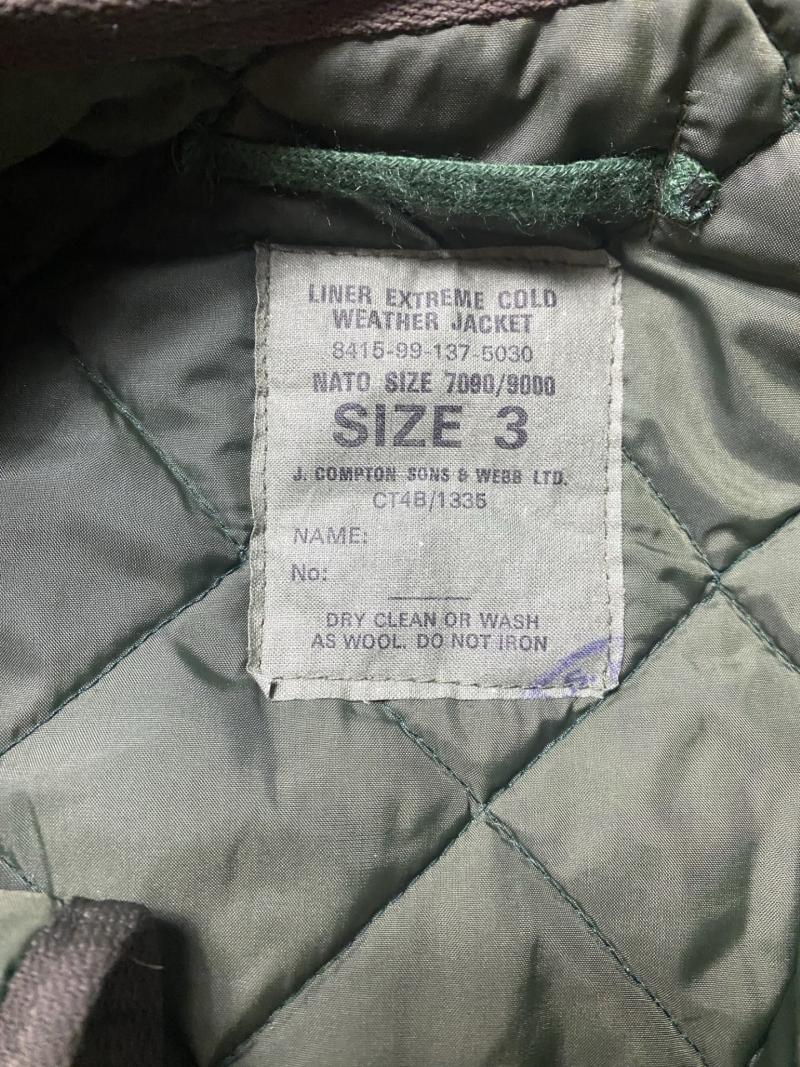 LINER EXTREME COLD
WEATHER JACKET
8415-99-137-5030
NATO SIZE 7090/9000
SIZE 3
J. COMPTON SONS & WEBB LTD.
CT4B/1335
NAME:
No:
DRY CLEAN OR WASH
AS WOOL. DO NOT IRON